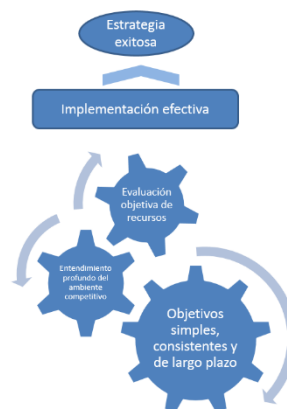 Estrategia
exitosa
Implementación efectiva
Evaluación
objetiva de
recursos
Entendimiento
profundo del
ambiente
competitivo
Objetivos
simples,
consistentes y
de largo plazo